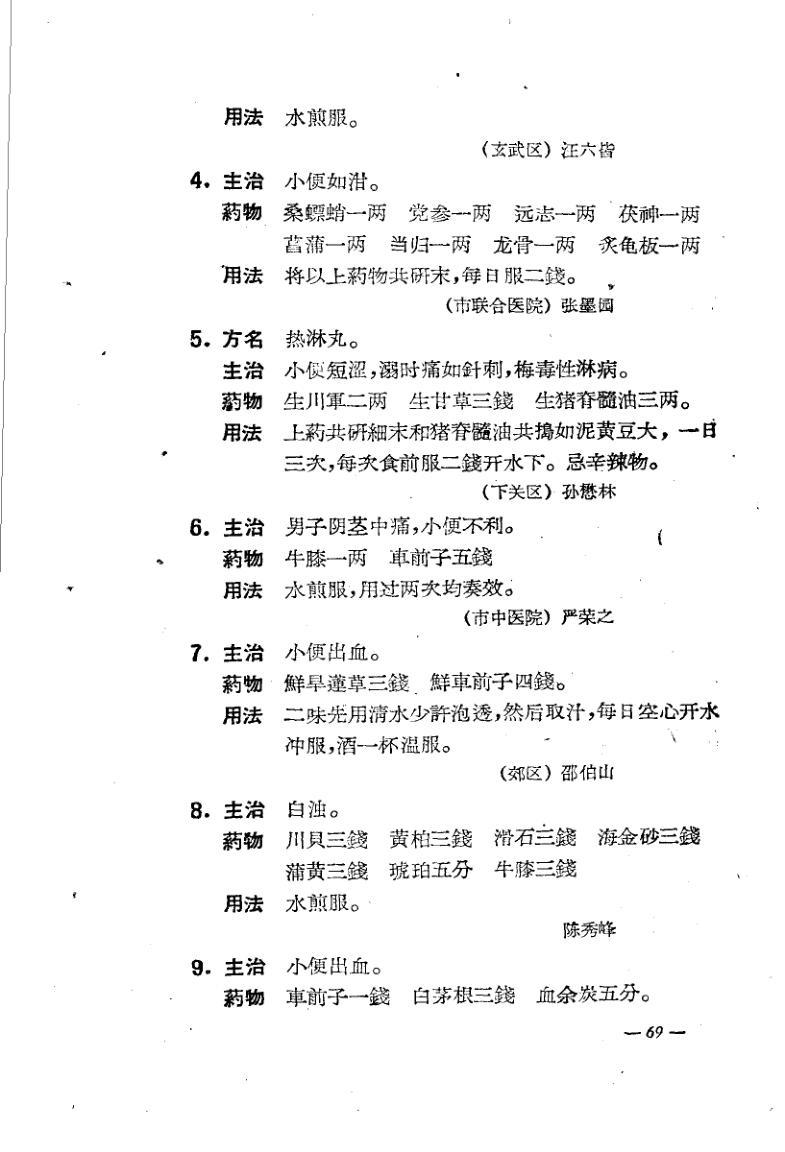 用法 水煎服。
(玄武区) 汪六皆
4. 主治 小便如泔。
葯物 桑螵蛸一两 党参一两 远志一两 茯神一两
菖蒲一两 当归一两 龙骨一两 炙龟板一两
用法 将以上葯物共研末,每日服二錢。
(市联合医院) 张墨园
5. 方名 热淋丸。
主治 小便短涩,溺时痛如針刺,梅毒性淋病。
葯物 生川軍二两 生甘草三錢 生猪脊髓油三两。
用法 上葯共研細末和猪脊髓油共搗如泥黄豆大,一日
三次,每次食前服二錢开水下。忌辛辣物。
(下关区) 孙懋林
6. 主治 男子阴茎中痛,小便不利。
葯物 牛膝一两 車前子五錢
用法 水煎服,用过两次均奏效。
(市中医院) 严荣之
7. 主治 小便出血。
葯物 鮮旱蓮草三錢 鮮車前子四錢。
用法 二味先用清水少許泡透,然后取汁,每日空心开水
冲服,酒一杯温服。
(郊区) 邵伯山
8. 主治 白浊。
葯物 川貝三錢 黄柏三錢 滑石三錢 海金砂三錢
蒲黄三錢 琥珀五分 牛膝三錢
用法 水煎服。
陈秀峰
9. 主治 小便出血。
葯物 車前子一錢 白茅根三錢 血余炭五分。
— 69 —